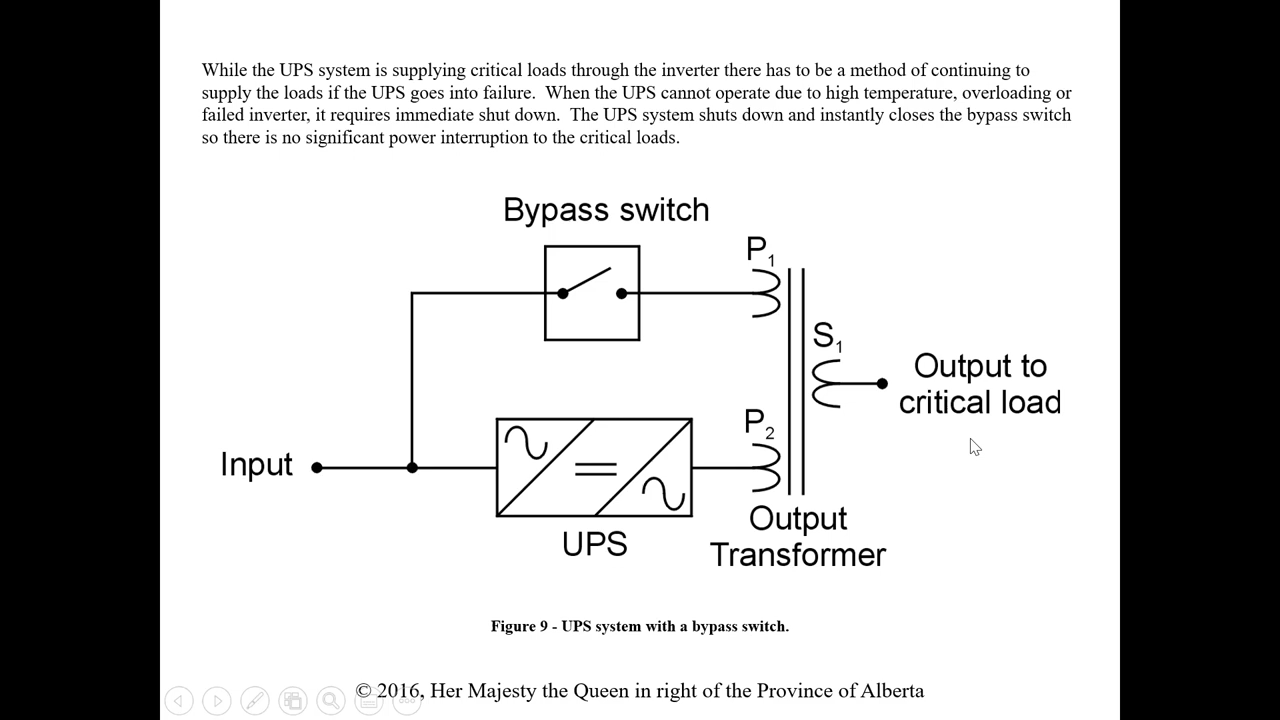 While the UPS system is supplying critical loads through the inverter there has to be a method of continuing to
supply the loads if the UPS goes into failure.  When the UPS cannot operate due to high temperature, overloading or
failed inverter, it requires immediate shut down.  The UPS system shuts down and instantly closes the bypass switch
so there is no significant power interruption to the critical loads.
Bypass switch
P1
S1
Output to
critical load
P2
Input
UPS
Output
Transformer
Figure 9 - UPS system with a bypass switch.
© 2016, Her Majesty the Queen in right of the Province of Alberta